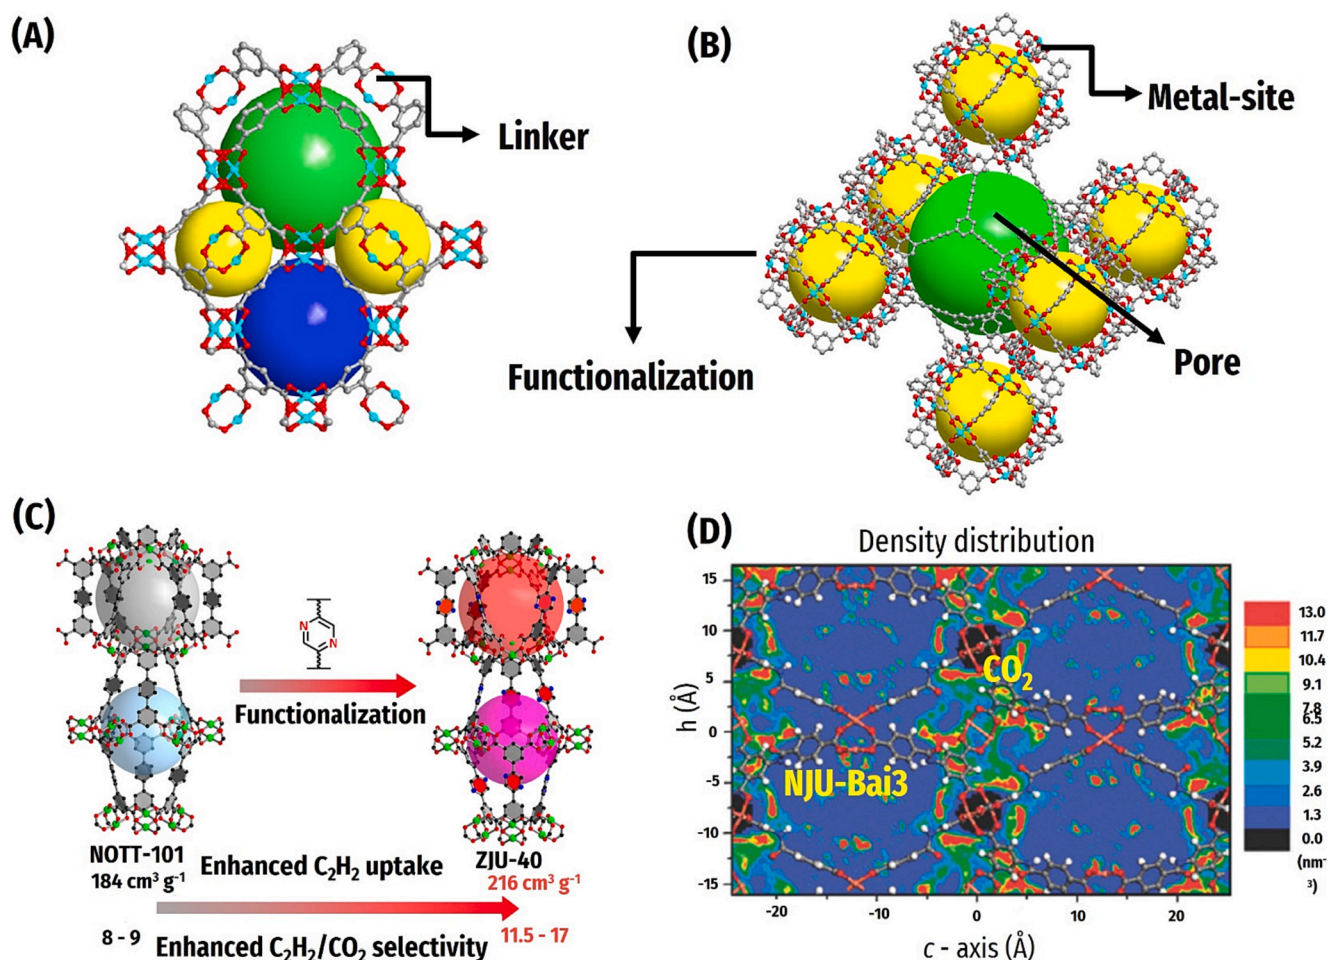 (A)
Linker
(B)
Metal-site
Functionalization
Pore
(C)
N
N
Functionalization
NOTT-101
184 cm³ g⁻¹
Enhanced C₂H₂ uptake
ZJU-40
216 cm³ g⁻¹
8 - 9
Enhanced C₂H₂/CO₂ selectivity
11.5 - 17
(D)
Density distribution
h (Å)
15
10
5
0
-5
-10
-15
CO₂
NJU-Bai3
-20
-10
0
10
20
c - axis (Å)
13.0
11.7
10.4
9.1
7.8
6.5
5.2
3.9
2.6
1.3
0.0
(nm⁻
³)